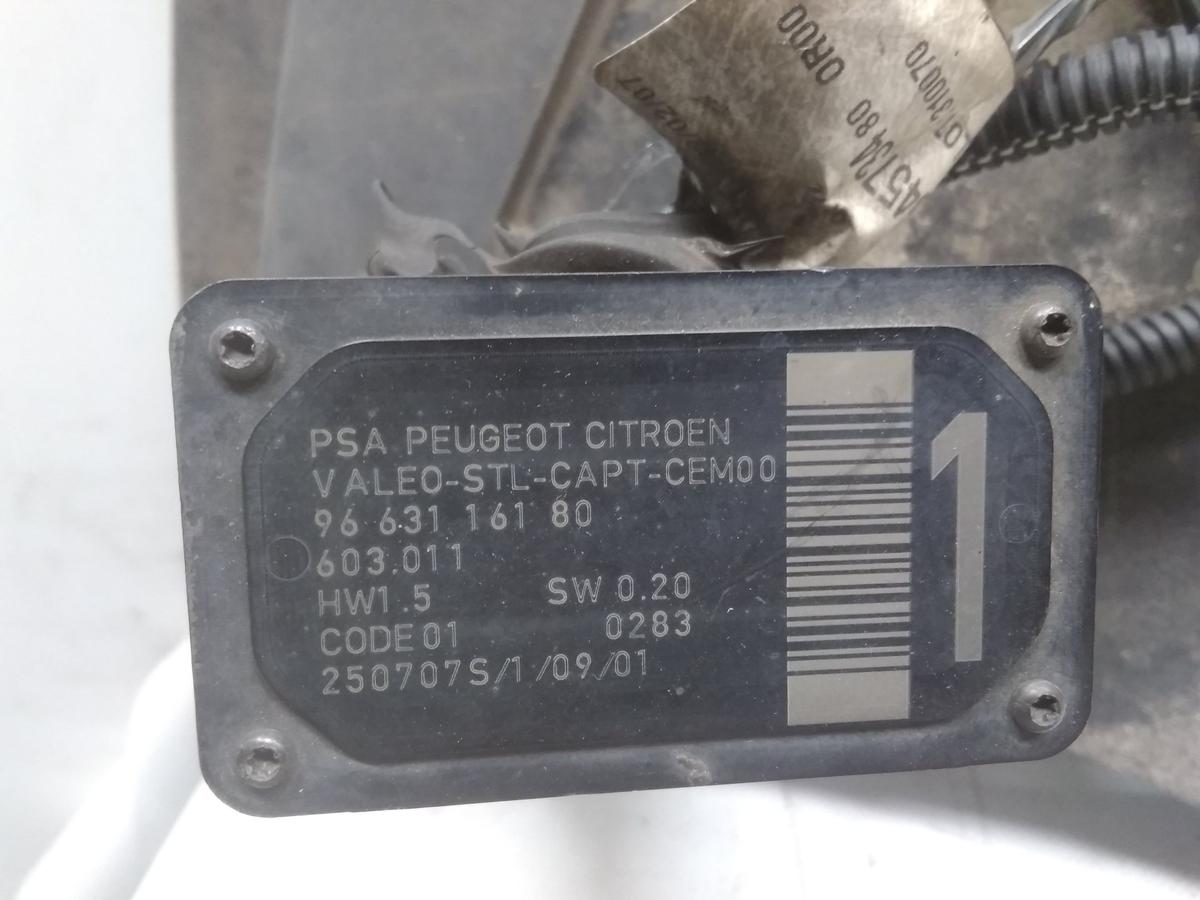 0R00
PSA PEUGEOT CITROEN
VALEO-STL-CAPT-CEM00
96 631 161 80
603.011
HW1.5 SW 0.20
CODE 01 0283
250707S/1/09/01
1